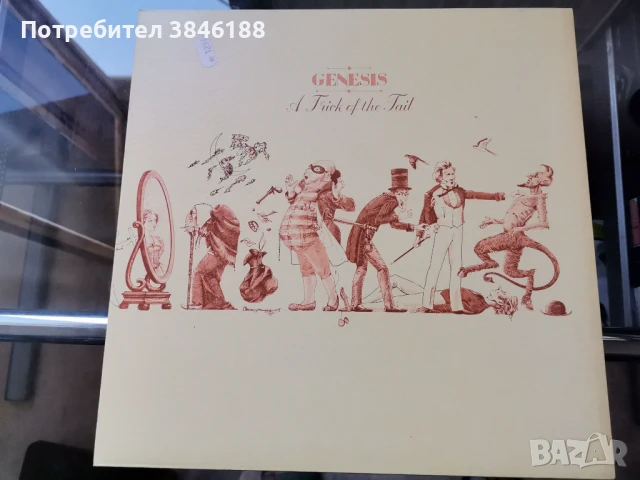 Потребител 3846188
GENESIS
A Trick of the Tail
BAZAR